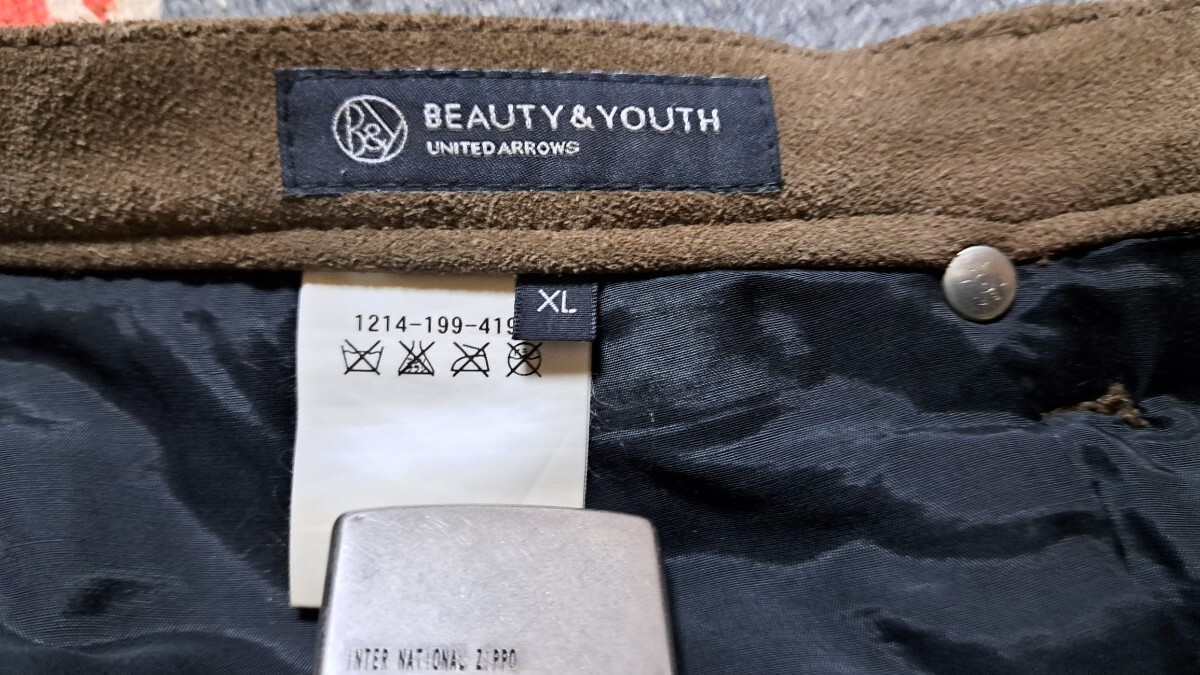 B&Y
BEAUTY & YOUTH
UNITED ARROWS
XL
1214-199-419
INTER NATIONAL ZIPPO